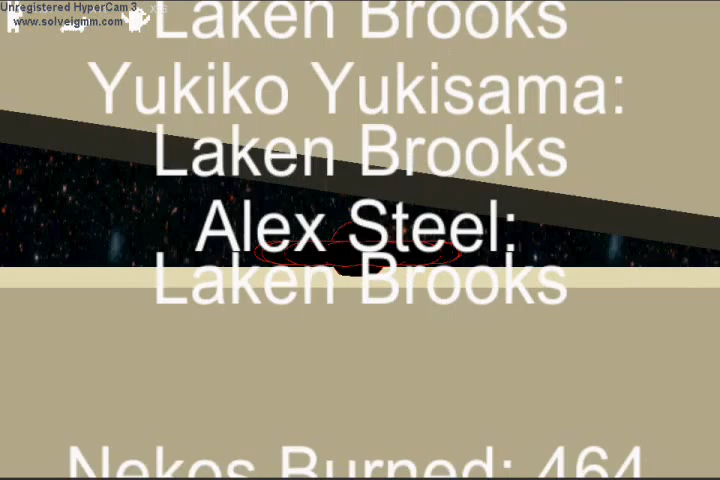 Unregistered HyperCam 3
www.solveigmm.com
Laken Brooks
Yukiko Yukisama:
Laken Brooks
Alex Steel:
Laken Brooks
Nekos Burned: 464